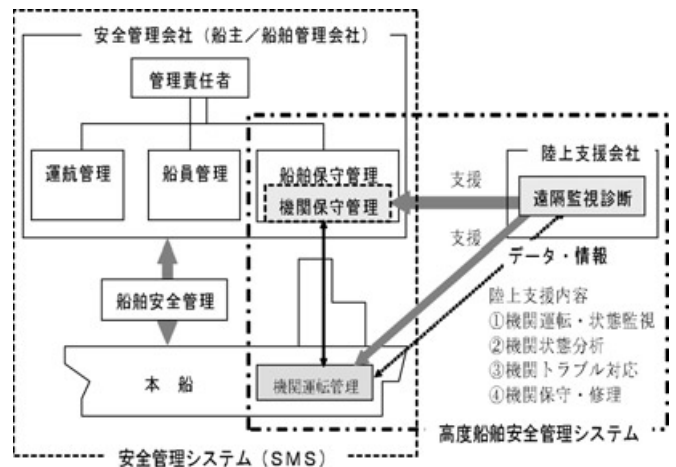 安全管理会社（船主／船舶管理会社）
管理責任者
運航管理
船員管理
船舶保守管理
機関保守管理
陸上支援会社
遠隔監視診断
支援
支援
データ・情報
船舶安全管理
陸上支援内容
①機関運転・状態監視
②機関状態分析
③機関トラブル対応
④機関保守・修理
本 船
機関運転管理
高度船舶安全管理システム
安全管理システム（SMS）